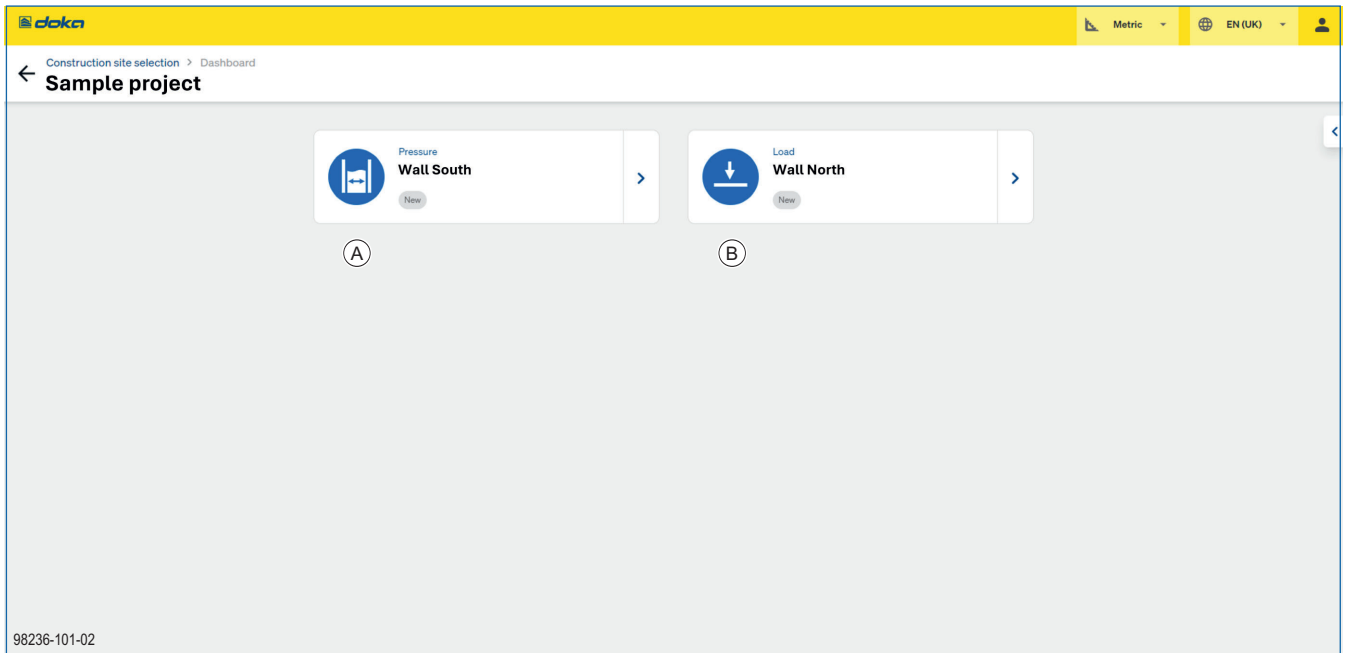 doka
Metric
EN (UK)
Construction site selection > Dashboard
Sample project
Pressure
Wall South
New
Load
Wall North
New
A
B
98236-101-02